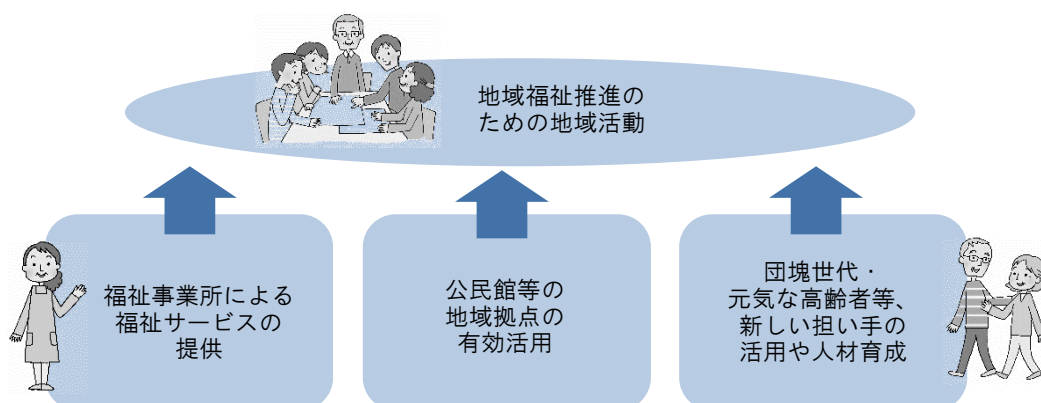 地域福祉推進の
ための地域活動
福祉事業所による
福祉サービスの
提供
公民館等の
地域拠点の
有効活用
団塊世代・
元気な高齢者等、
新しい担い手の
活用や人材育成